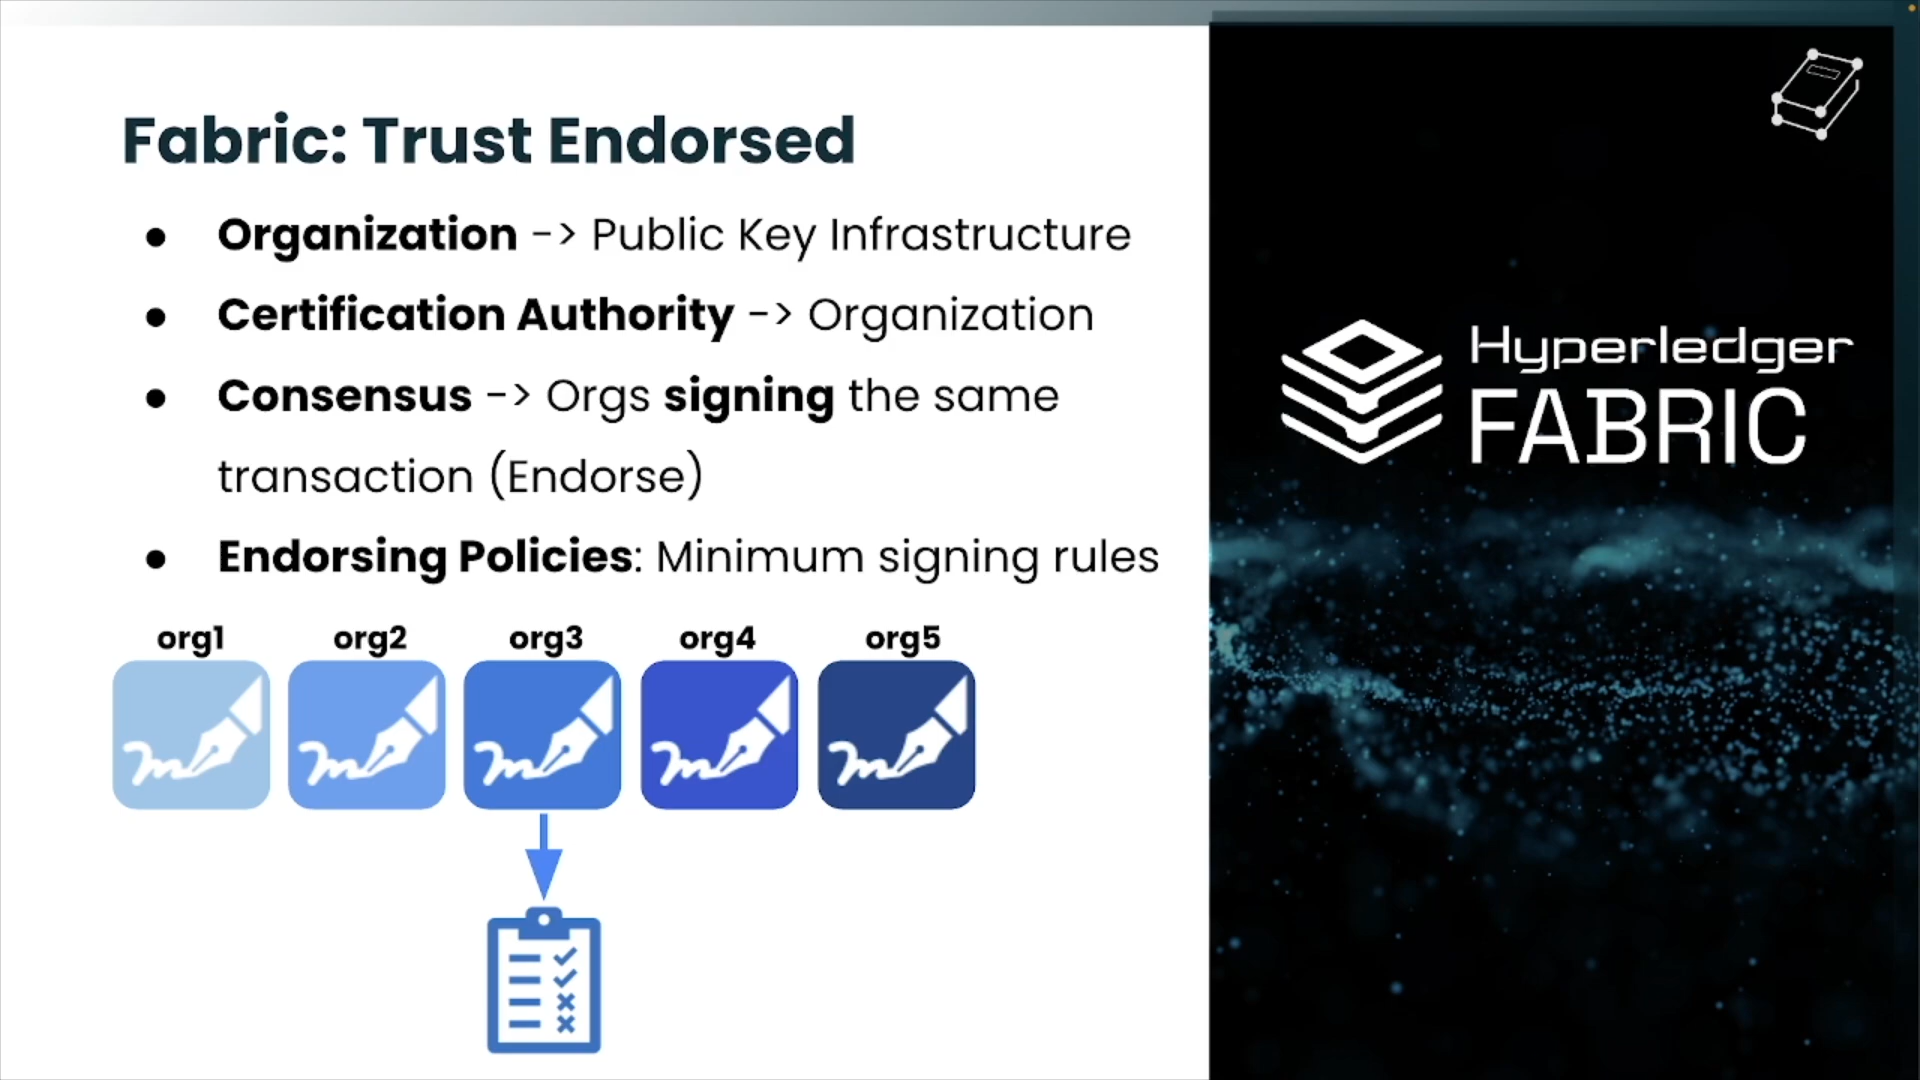 Fabric: Trust Endorsed
● Organization -> Public Key Infrastructure
● Certification Authority -> Organization
● Consensus -> Orgs signing the same
transaction (Endorse)
● Endorsing Policies: Minimum signing rules
org1 org2 org3 org4 org5
Hyperledger
FABRIC